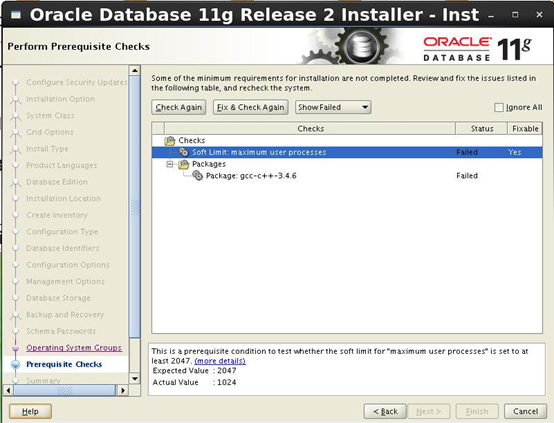 Oracle Database 11g Release 2 Installer - Inst
Perform Prerequisite Checks
ORACLE
DATABASE 11g
Configure Security Updates
Installation Option
System Class
Grid Options
Install Type
Product Languages
Database Edition
Installation Location
Create Inventory
Configuration Type
Database Identifiers
Configuration Options
Management Options
Database Storage
Backup and Recovery
Schema Passwords
Operating System Groups
Prerequisite Checks
Summary
Some of the minimum requirements for installation are not completed. Review and fix the issues listed in
the following table, and recheck the system.
Check Again
Fix & Check Again
Show Failed
Ignore All
Checks Status Fixable
Checks
Soft Limit: maximum user processes Failed Yes
Packages
Package: gcc-c++-3.4.6 Failed
This is a prerequisite condition to test whether the soft limit for "maximum user processes" is set to at
least 2047. (more details)
Expected Value : 2047
Actual Value : 1024
Help
< Back
Next >
Finish
Cancel